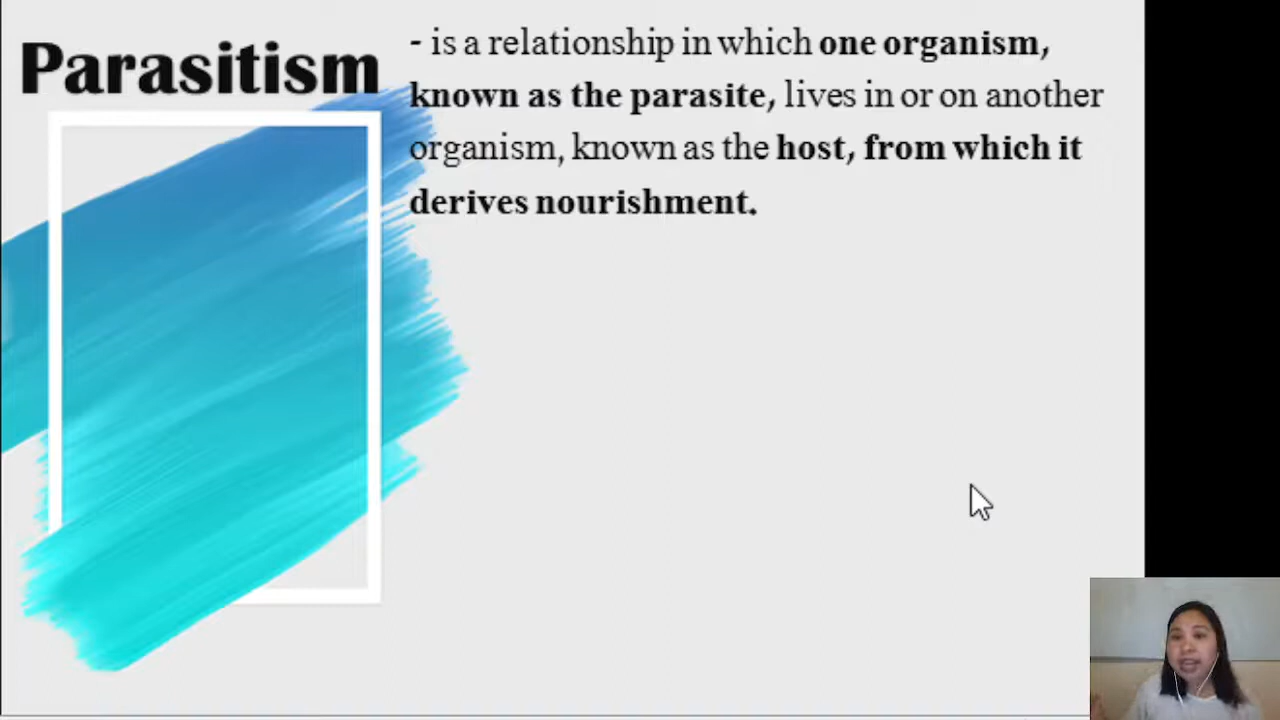 Parasitism
- is a relationship in which one organism,
known as the parasite, lives in or on another
organism, known as the host, from which it
derives nourishment.